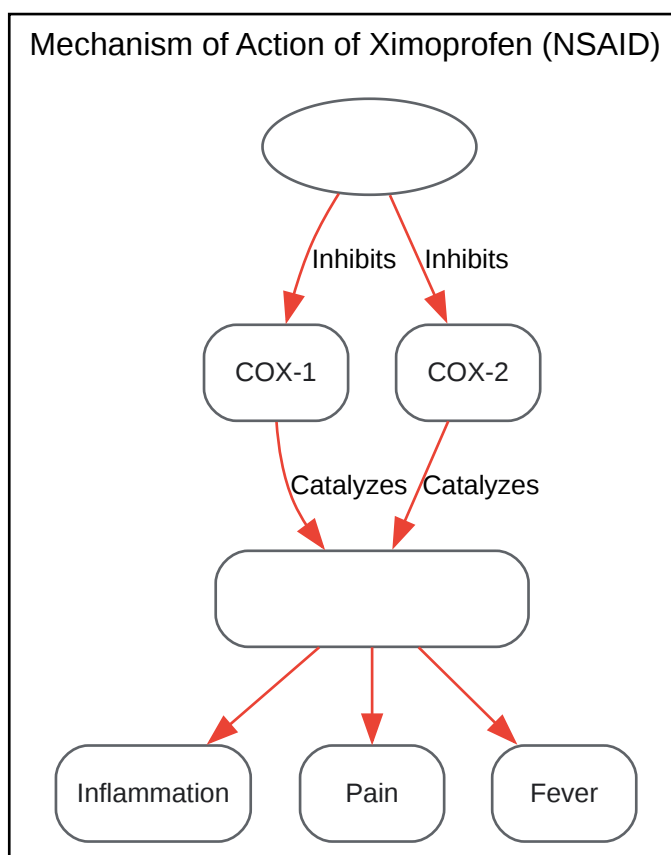 Mechanism of Action of Ximoprofen (NSAID)
Inhibits
Inhibits
COX-1
COX-2
Catalyzes
Catalyzes
Inflammation
Pain
Fever